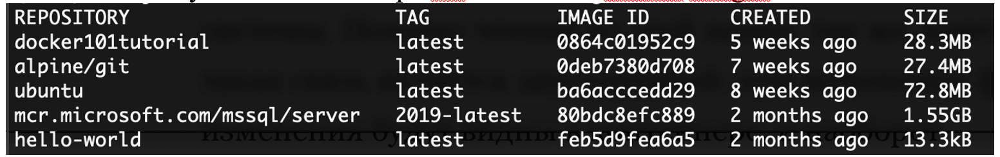 REPOSITORY TAG IMAGE ID CREATED SIZE
docker101tutorial latest 0864c01952c9 5 weeks ago 28.3MB
alpine/git latest 0deb7380d708 7 weeks ago 27.4MB
ubuntu latest ba6acccedd29 8 weeks ago 72.8MB
mcr.microsoft.com/mssql/server 2019-latest 80bdc8efc889 2 months ago 1.55GB
hello-world latest feb5d9fea6a5 2 months ago 13.3kB